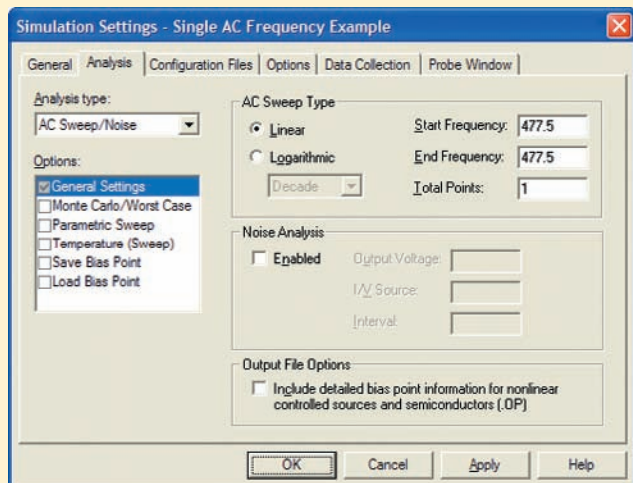 Simulation Settings - Single AC Frequency Example
General Analysis Configuration Files Options Data Collection Probe Window
Analysis type:
AC Sweep/Noise
Options:
General Settings
Monte Carlo/Worst Case
Parametric Sweep
Temperature (Sweep)
Save Bias Point
Load Bias Point
AC Sweep Type
Linear
Logarithmic
Decade
Start Frequency: 477.5
End Frequency: 477.5
Total Points: 1
Noise Analysis
Enabled
Output Voltage:
I/V Source:
Interval:
Output File Options
Include detailed bias point information for nonlinear
controlled sources and semiconductors (.OP)
OK Cancel Apply Help